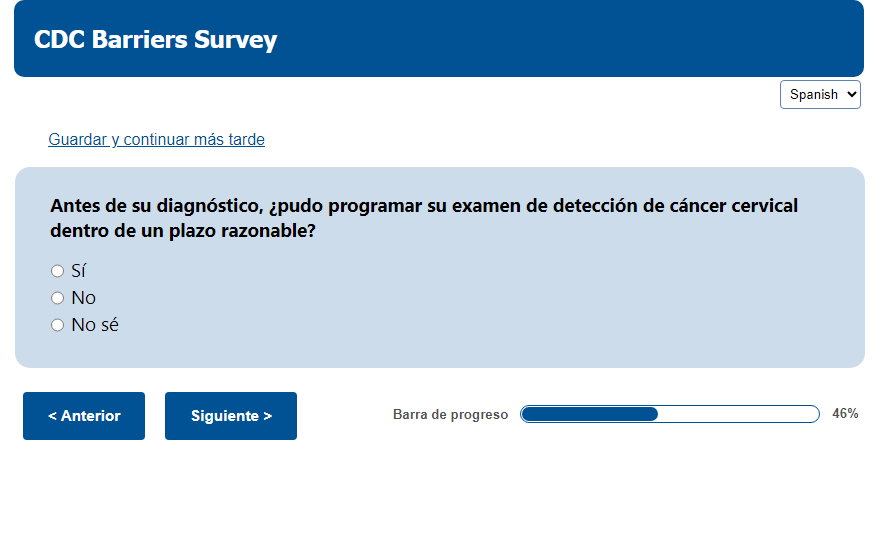 CDC Barriers Survey
Spanish
Guardar y continuar más tarde
Antes de su diagnóstico, ¿pudo programar su examen de detección de cáncer cervical
dentro de un plazo razonable?
Sí
No
No sé
< Anterior
Siguiente >
Barra de progreso
46%